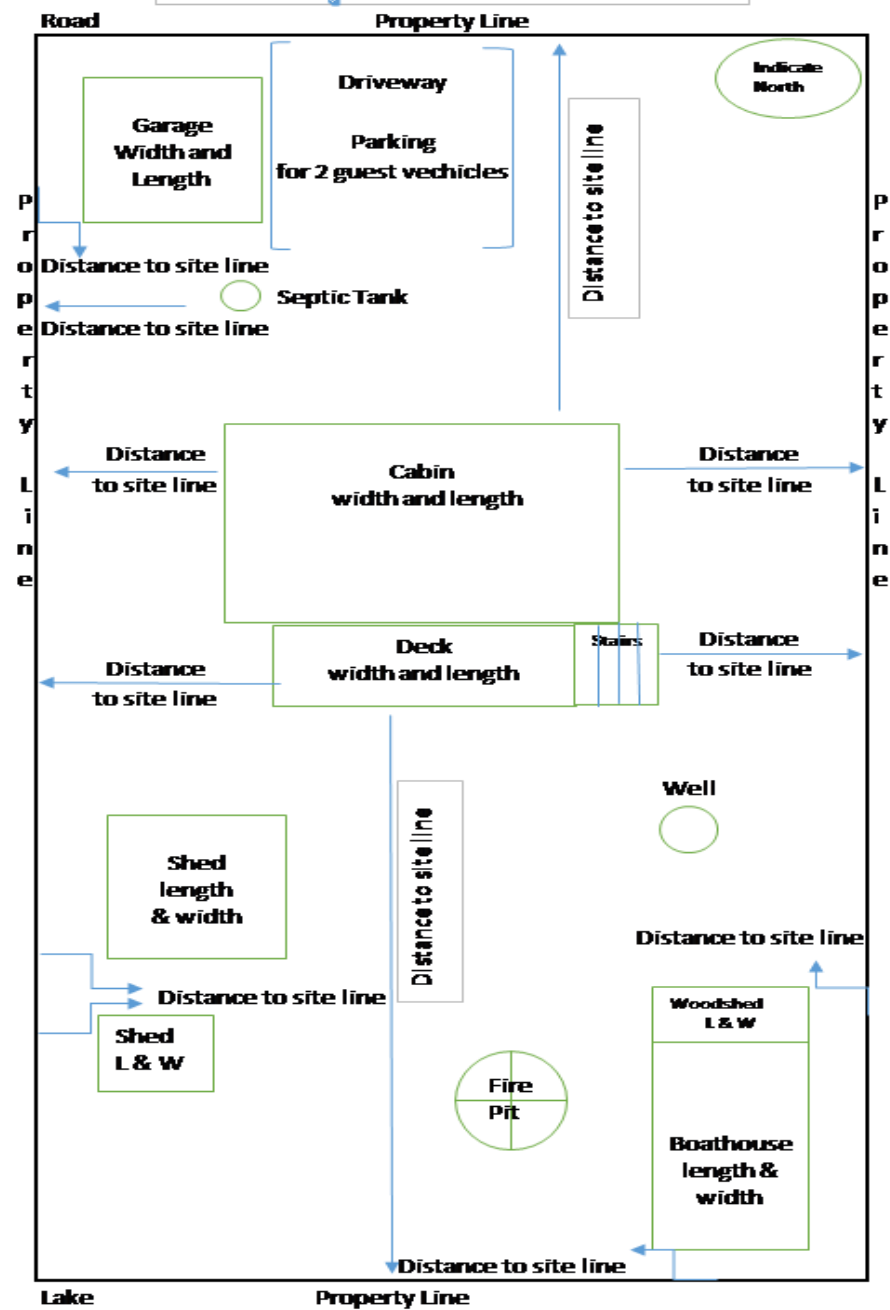 Road
Property Line
Indicate
North
Driveway
Parking
for 2 guest vechicles
Garage
Width and
Length
Distance to site line
Property Line
Property Line
Distance to site line
Septic Tank
Distance to site line
Distance
to site line
Cabin
width and length
Distance
to site line
Deck
width and length
Stairs
Distance
to site line
Distance
to site line
Well
Distance to site line
Shed
length
& width
Distance to site line
Distance to site line
Woodshed
L & W
Shed
L & W
Fire
Pit
Boathouse
length &
width
Distance to site line
Lake
Property Line